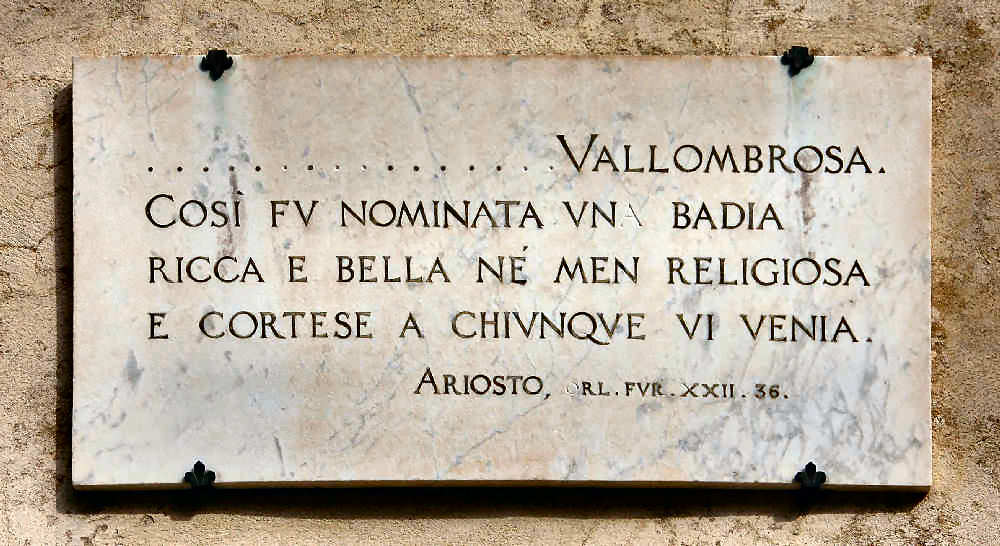 . . . . . . . . . . . . . . . . VALLOMBROSA.
COSÌ FV NOMINATA VNA BADIA
RICCA E BELLA NÉ MEN RELIGIOSA
E CORTESE A CHIVNQVE VI VENIA.
ARIOSTO, ORL. FVR. XXII. 36.